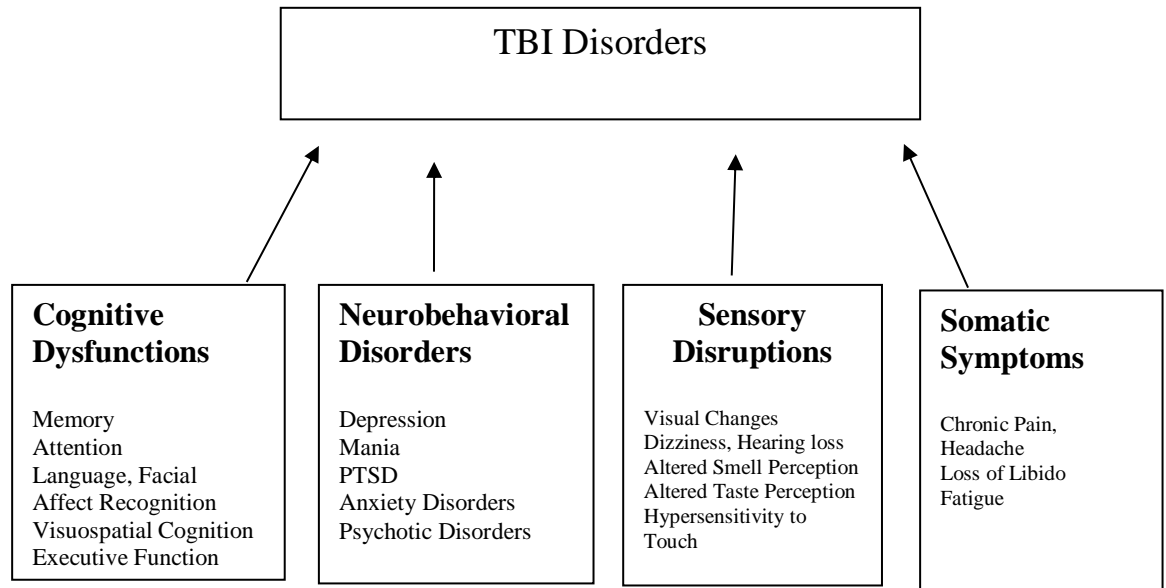 TBI Disorders
Cognitive
Dysfunctions
Memory
Attention
Language, Facial
Affect Recognition
Visuospatial Cognition
Executive Function
Neurobehavioral
Disorders
Depression
Mania
PTSD
Anxiety Disorders
Psychotic Disorders
Sensory
Disruptions
Visual Changes
Dizziness, Hearing loss
Altered Smell Perception
Altered Taste Perception
Hypersensitivity to
Touch
Somatic
Symptoms
Chronic Pain,
Headache
Loss of Libido
Fatigue